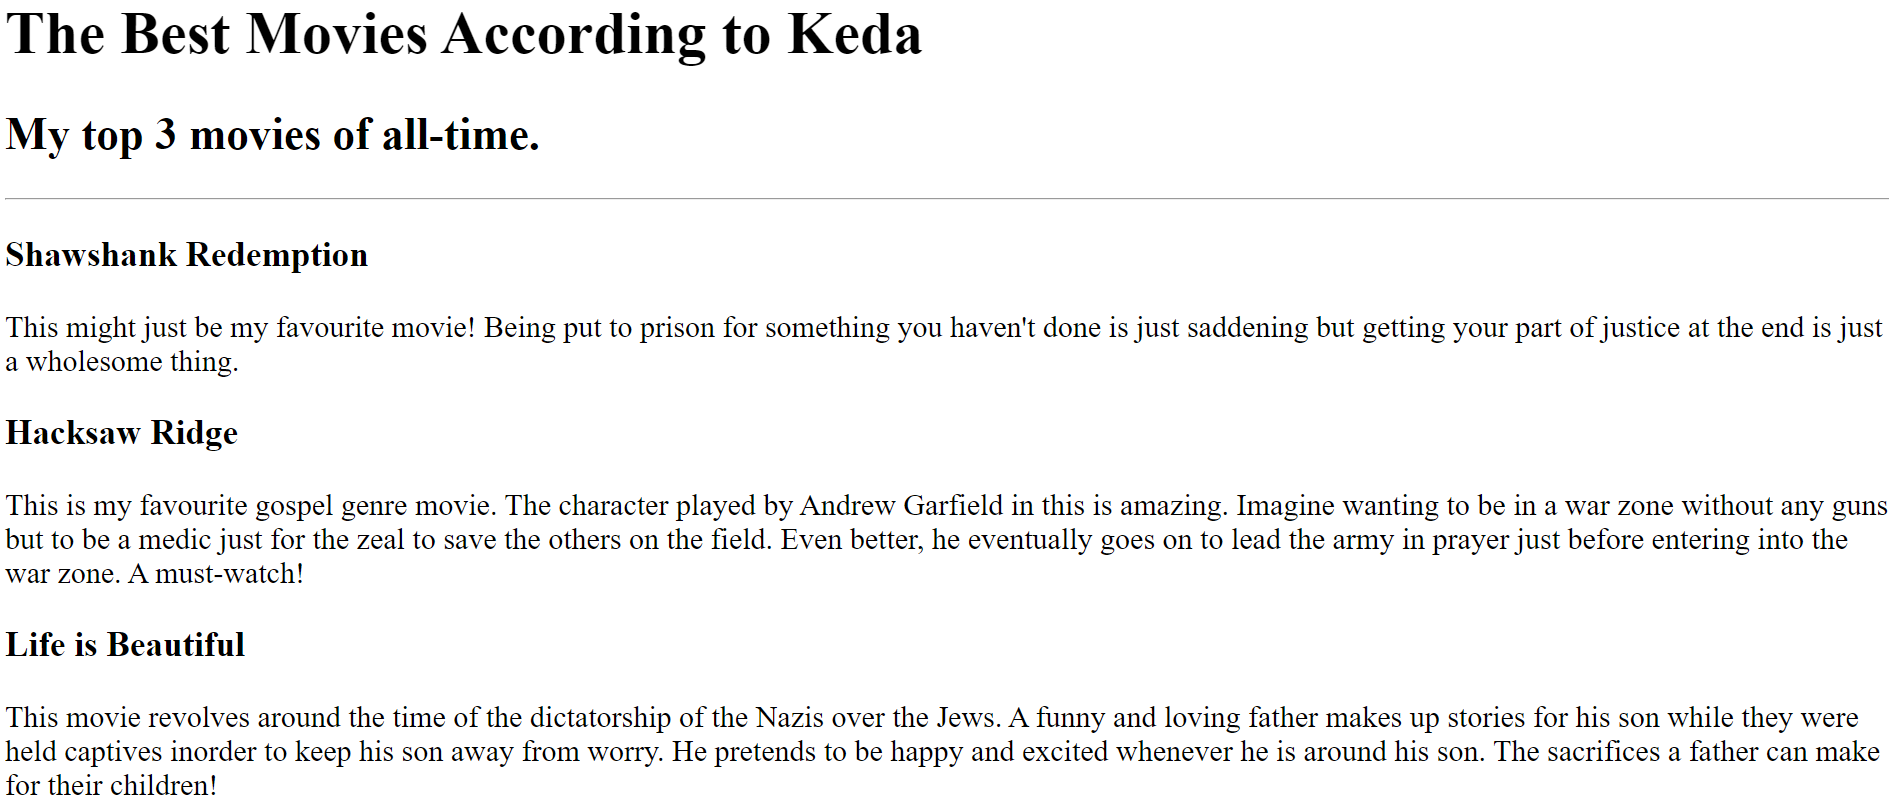 The Best Movies According to Keda
My top 3 movies of all-time.
Shawshank Redemption
This might just be my favourite movie! Being put to prison for something you haven't done is just saddening but getting your part of justice at the end is just
a wholesome thing.
Hacksaw Ridge
This is my favourite gospel genre movie. The character played by Andrew Garfield in this is amazing. Imagine wanting to be in a war zone without any guns
but to be a medic just for the zeal to save the others on the field. Even better, he eventually goes on to lead the army in prayer just before entering into the
war zone. A must-watch!
Life is Beautiful
This movie revolves around the time of the dictatorship of the Nazis over the Jews. A funny and loving father makes up stories for his son while they were
held captives inorder to keep his son away from worry. He pretends to be happy and excited whenever he is around his son. The sacrifices a father can make
for their children!